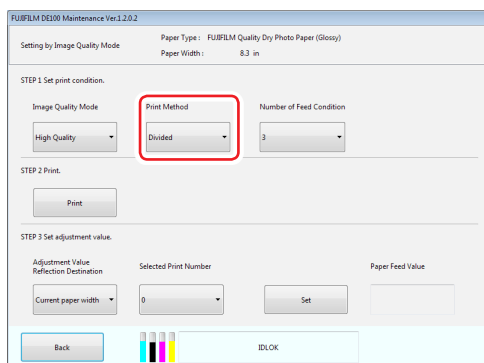 FUJIFILM DE100 Maintenance Ver.1.2.0.2
Setting by Image Quality Mode
Paper Type : FUJIFILM Quality Dry Photo Paper (Glossy)
Paper Width : 8.3 in
STEP 1 Set print condition.
Image Quality Mode Print Method Number of Feed Condition
High Quality Divided 3
STEP 2 Print.
Print
STEP 3 Set adjustment value.
Adjustment Value
Reflection Destination Selected Print Number Paper Feed Value
Current paper width 0 Set
Back IDLOK